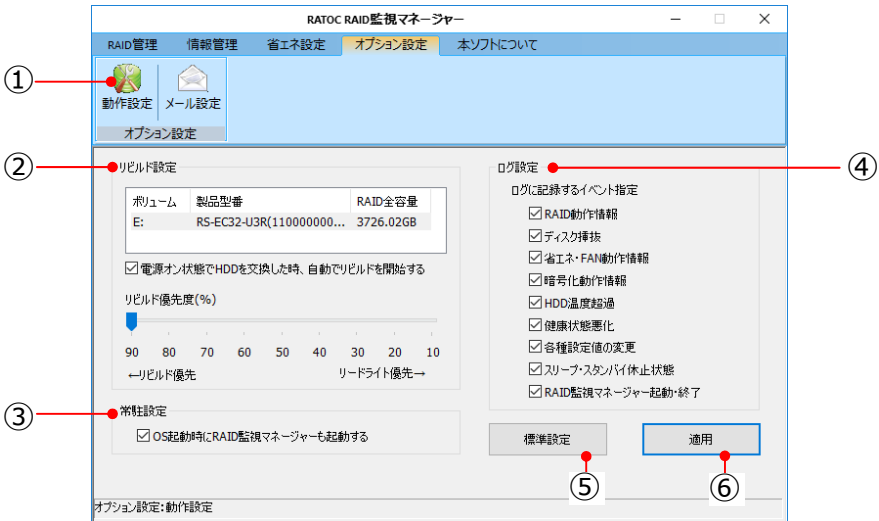 RATOC RAID監視マネージャー
RAID管理 情報管理 省エネ設定 オプション設定 本ソフトについて
①
動作設定 メール設定
オプション設定
②
リビルド設定
ボリューム 製品型番 RAID全容量
E: RS-EC32-U3R(110000000... 3726.02GB
電源オン状態でHDDを交換した時、自動でリビルドを開始する
リビルド優先度(%)
90 80 70 60 50 40 30 20 10
←リビルド優先 リードライト優先→
③
常駐設定
OS起動時にRAID監視マネージャーも起動する
④
ログ設定
ログに記録するイベント指定
RAID動作情報
ディスク挿抜
省エネ・FAN動作情報
暗号化動作情報
HDD温度超過
健康状態悪化
各種設定値の変更
スリープ・スタンバイ休止状態
RAID監視マネージャー起動・終了
標準設定 適用
⑤ ⑥
オプション設定:動作設定